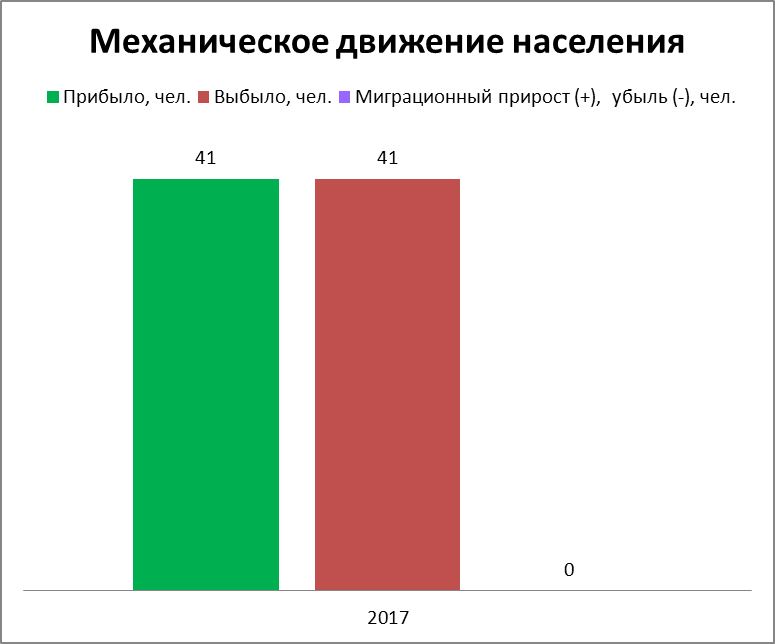 Механическое движение населения
Прибыло, чел. Выбыло, чел. Миграционный прирост (+), убыль (-), чел.
41 41
0
2017